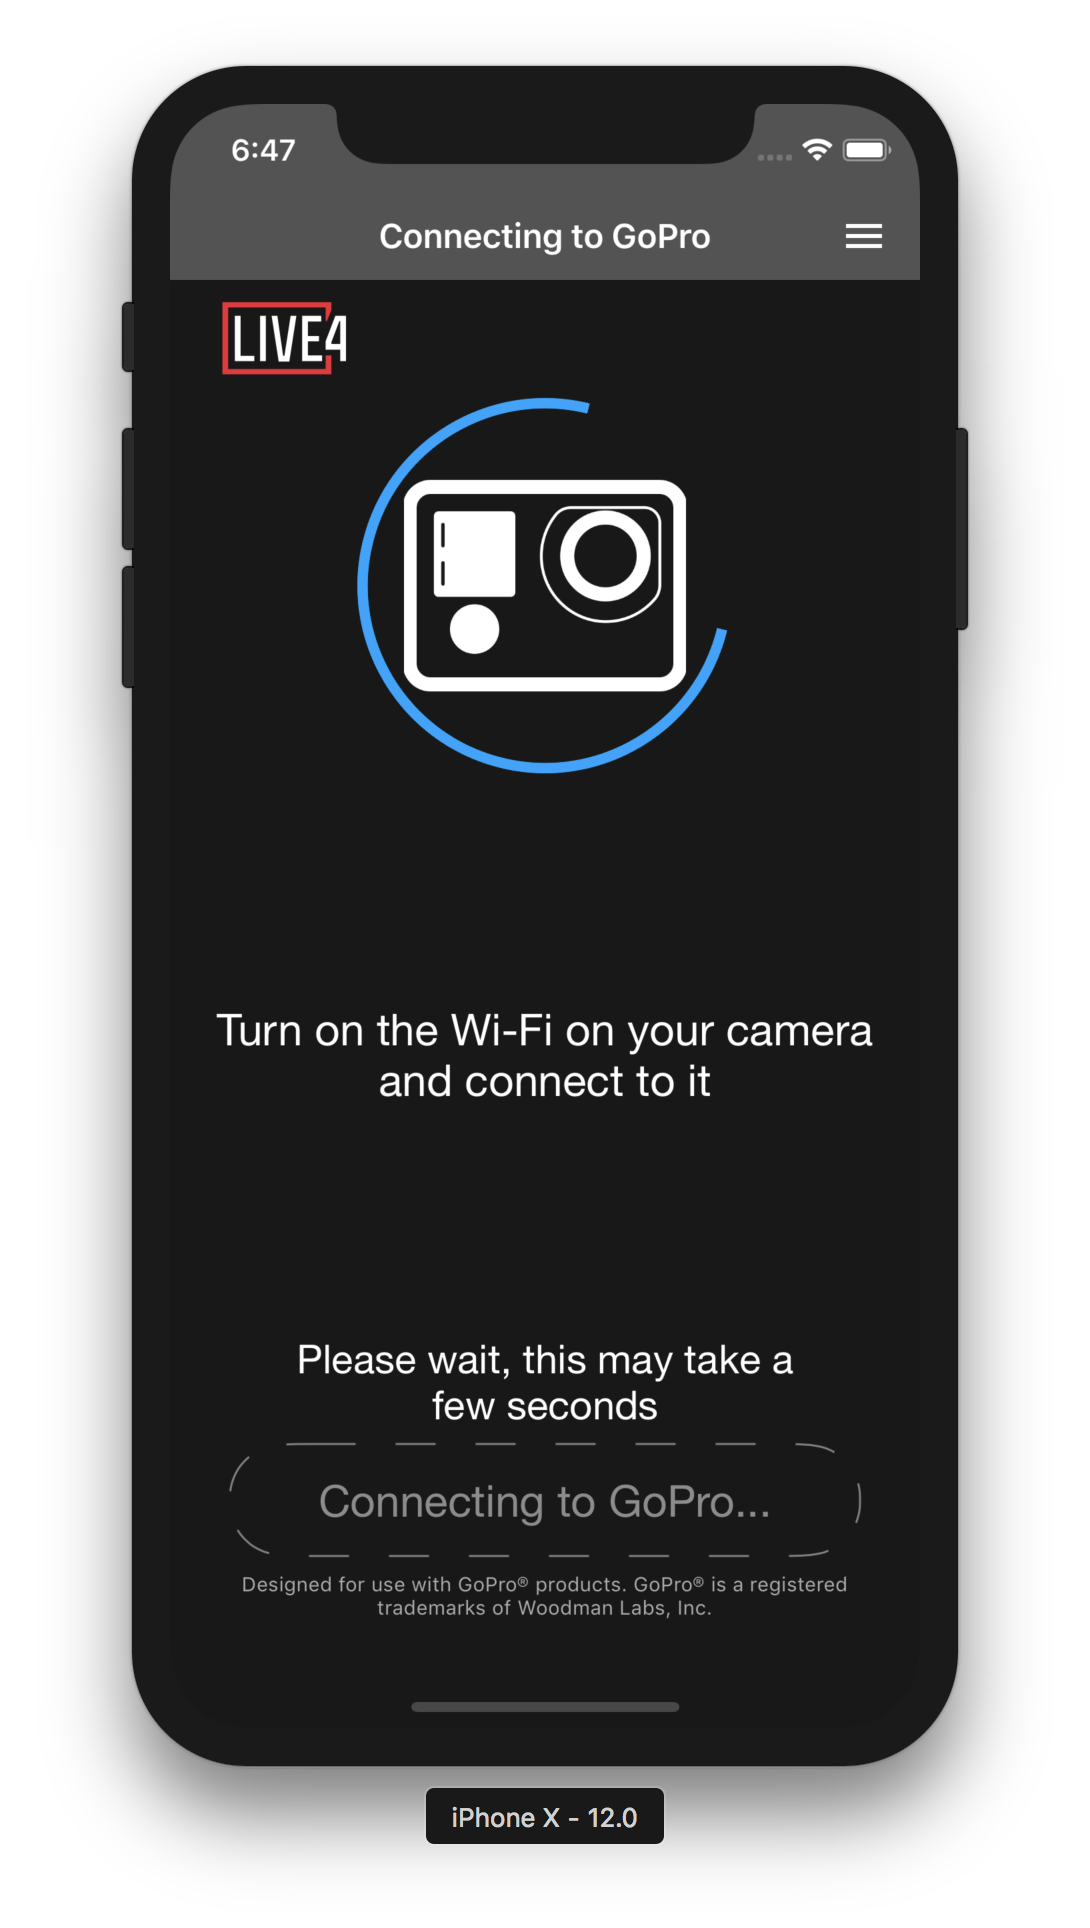 6:47
Connecting to GoPro
LIVE4
Turn on the Wi-Fi on your camera
and connect to it
Please wait, this may take a
few seconds
Connecting to GoPro...
Designed for use with GoPro® products. GoPro® is a registered
trademarks of Woodman Labs, Inc.
iPhone X - 12.0